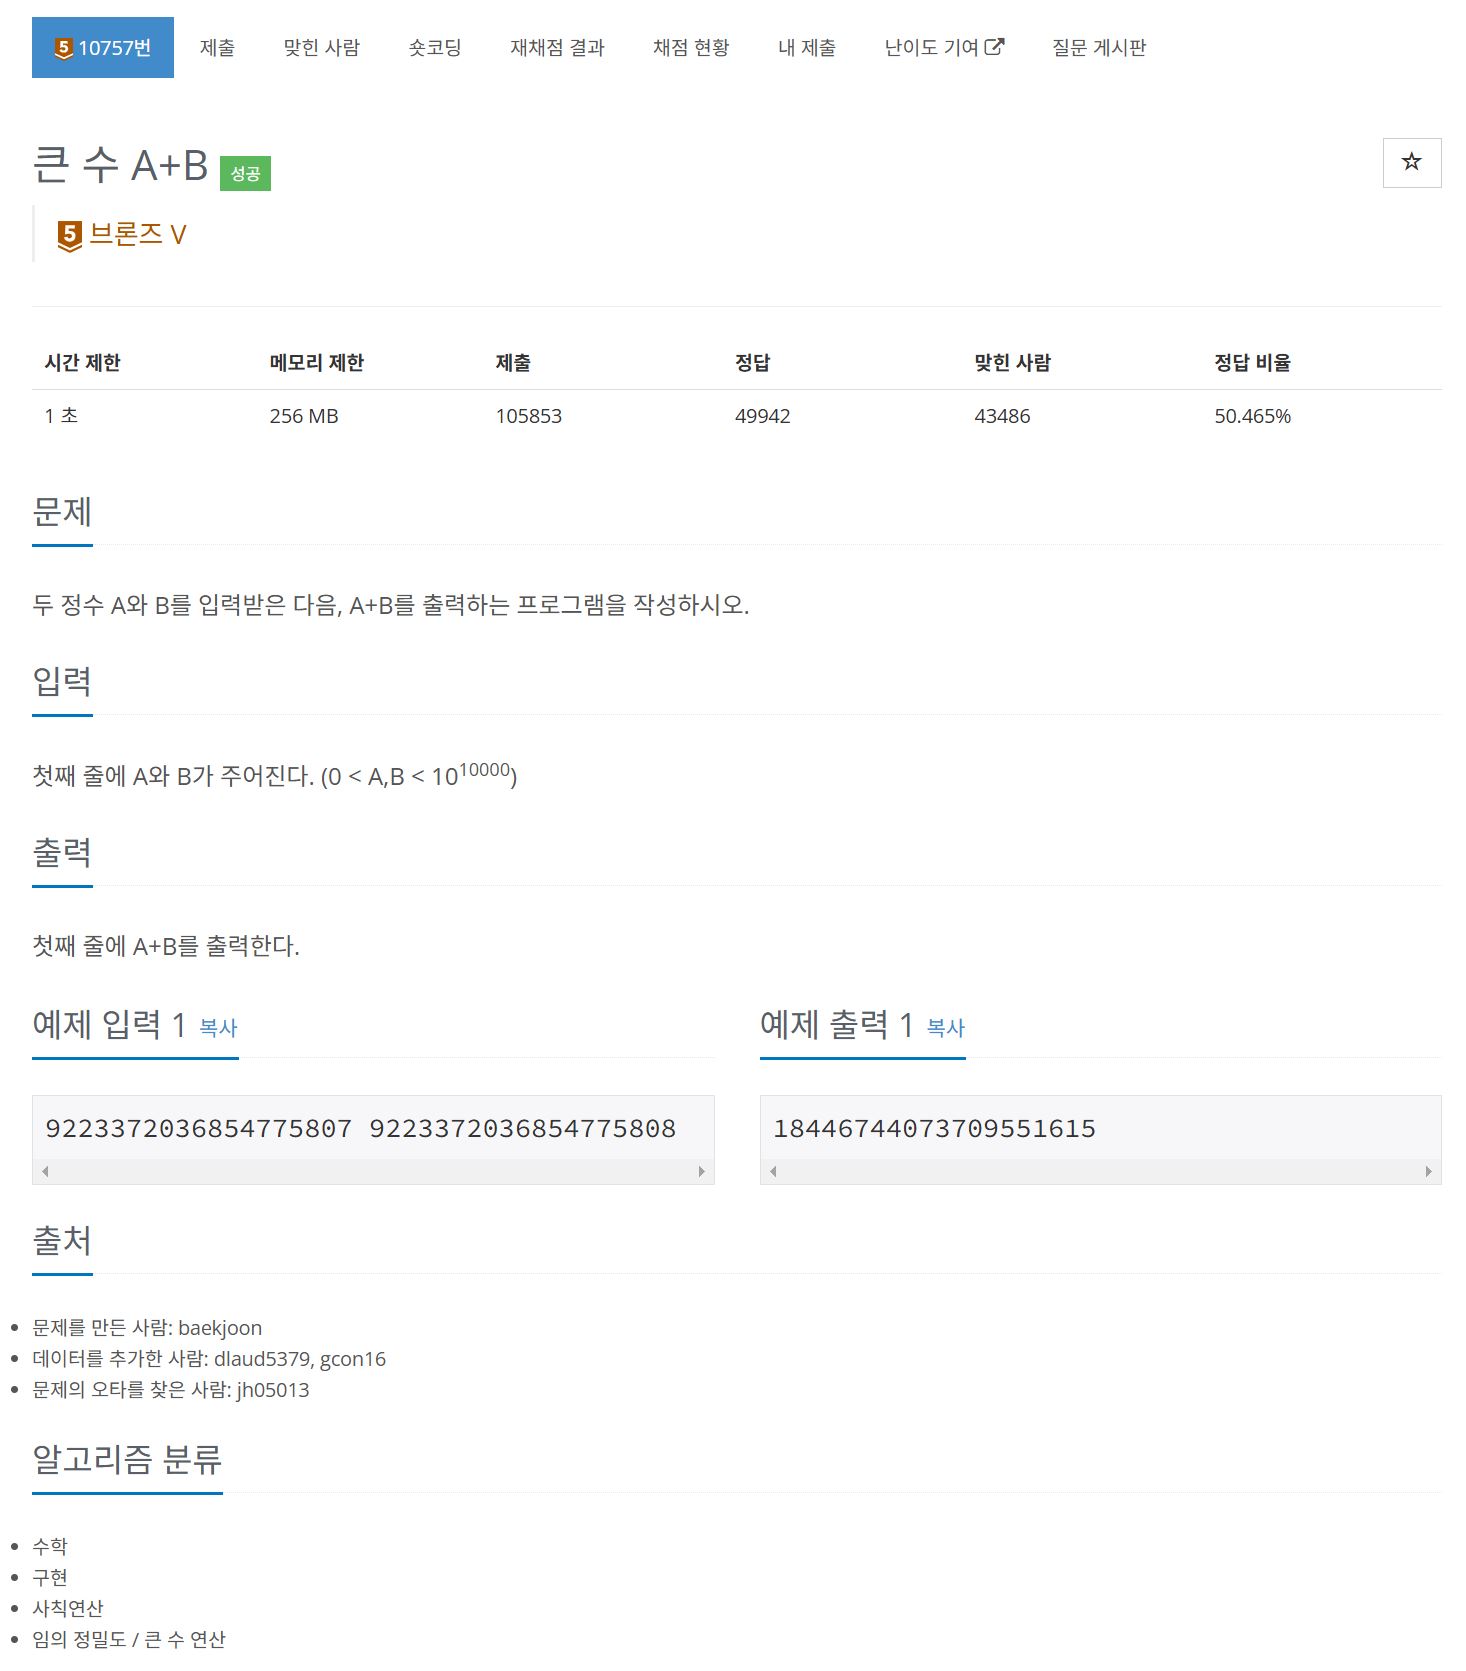 5 10757번 제출 맞힌 사람 숏코딩 재채점 결과 채점 현황 내 제출 난이도 기여 질문 게시판
큰 수 A+B 성공
5 브론즈 V
시간 제한 메모리 제한 제출 정답 맞힌 사람 정답 비율
1 초 256 MB 105853 49942 43486 50.465%
문제
두 정수 A와 B를 입력받은 다음, A+B를 출력하는 프로그램을 작성하시오.
입력
첫째 줄에 A와 B가 주어진다. (0 < A,B < 10^10000)
출력
첫째 줄에 A+B를 출력한다.
예제 입력 1 복사
9223372036854775807 9223372036854775808
예제 출력 1 복사
18446744073709551615
출처
문제를 만든 사람: baekjoon
데이터를 추가한 사람: dlaud5379, gcon16
문제의 오타를 찾은 사람: jh05013
알고리즘 분류
수학
구현
사칙연산
임의 정밀도 / 큰 수 연산